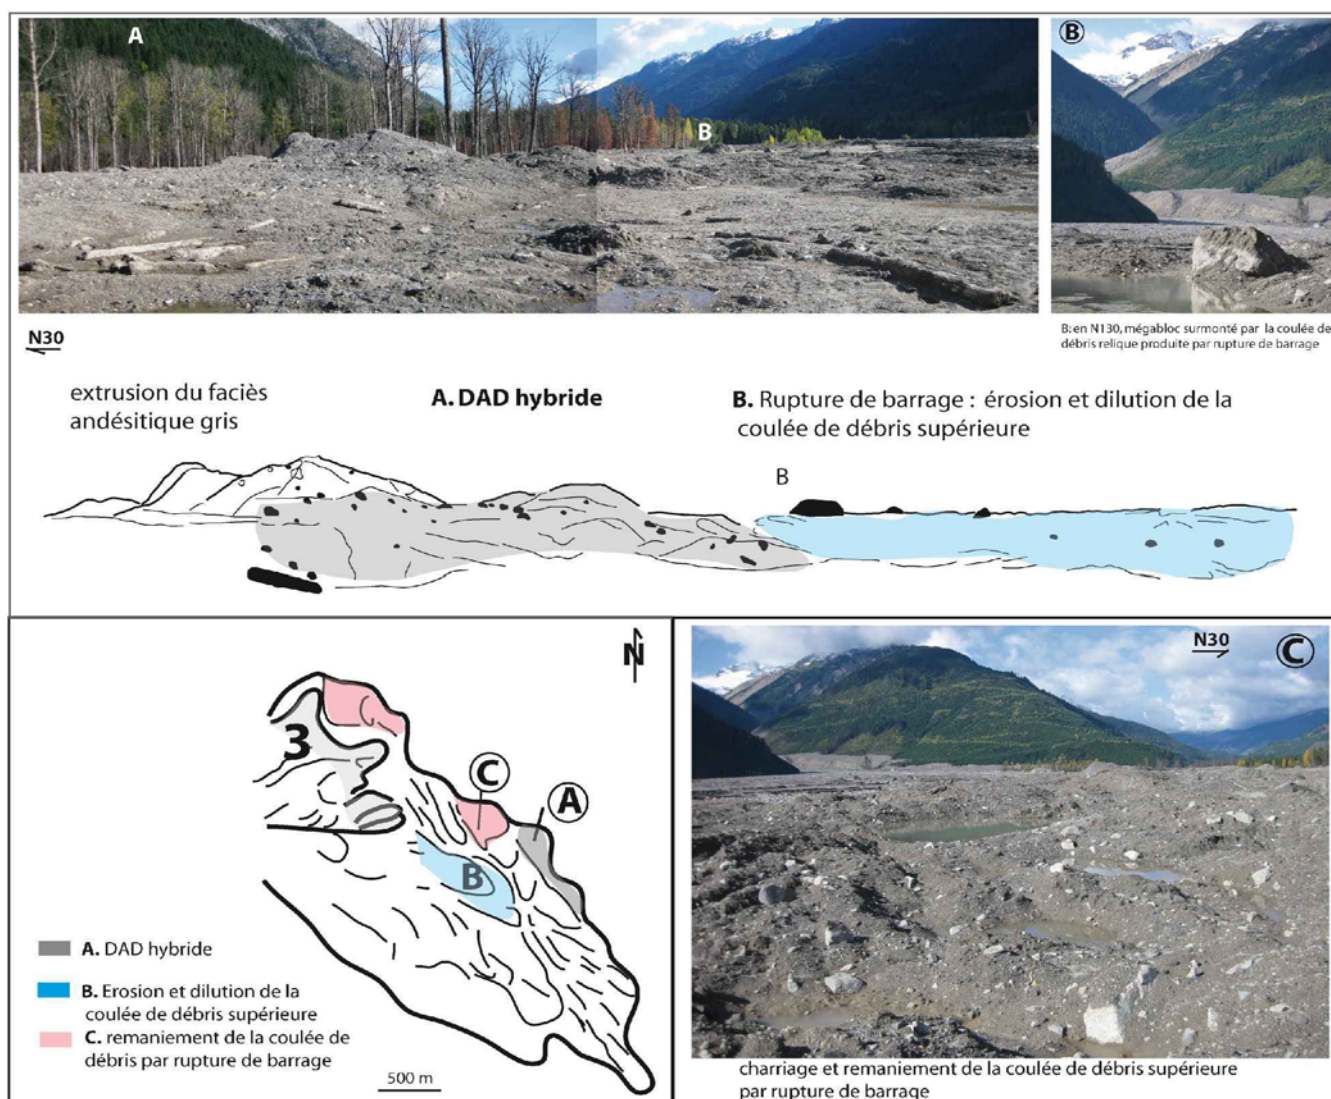 A
B
B
B: en N130, mégabloc surmonté par la coulée de
débris relique produite par rupture de barrage
N30
extrusion du faciès
andésitique gris
A. DAD hybride
B. Rupture de barrage : érosion et dilution de la
coulée de débris supérieure
B
N
3
C
A
B
A. DAD hybride
B. Erosion et dilution de la
coulée de débris supérieure
C. remaniement de la coulée de
débris par rupture de barrage
500 m
N30
C
charriage et remaniement de la coulée de débris supérieure
par rupture de barrage